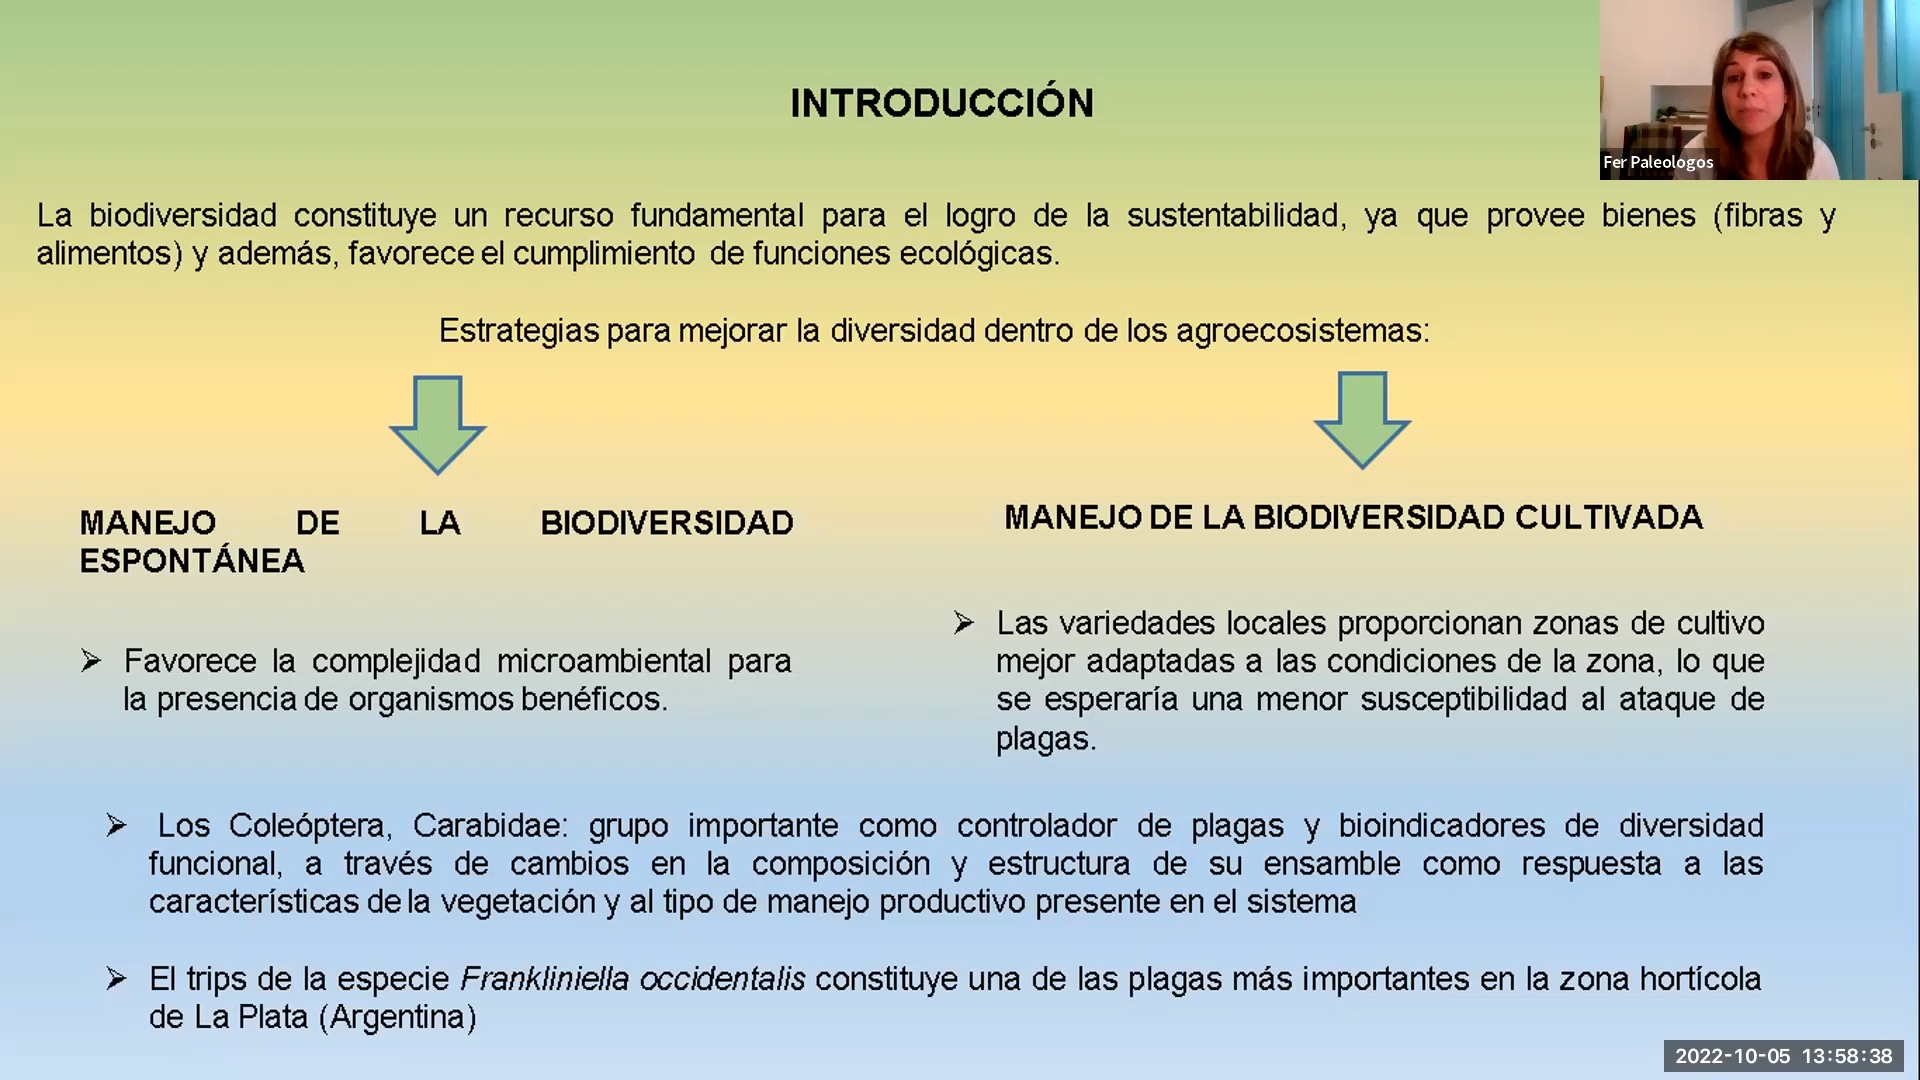 INTRODUCCIÓN
Fer Paleologos
La biodiversidad constituye un recurso fundamental para el logro de la sustentabilidad, ya que provee bienes (fibras y
alimentos) y además, favorece el cumplimiento de funciones ecológicas.
Estrategias para mejorar la diversidad dentro de los agroecosistemas:
MANEJO DE LA BIODIVERSIDAD
ESPONTÁNEA
➢ Favorece la complejidad microambiental para
la presencia de organismos benéficos.
MANEJO DE LA BIODIVERSIDAD CULTIVADA
➢ Las variedades locales proporcionan zonas de cultivo
mejor adaptadas a las condiciones de la zona, lo que
se esperaría una menor susceptibilidad al ataque de
plagas.
➢ Los Coleóptera, Carabidae: grupo importante como controlador de plagas y bioindicadores de diversidad
funcional, a través de cambios en la composición y estructura de su ensamble como respuesta a las
características de la vegetación y al tipo de manejo productivo presente en el sistema
➢ El trips de la especie Frankliniella occidentalis constituye una de las plagas más importantes en la zona hortícola
de La Plata (Argentina)
2022-10-05 13:58:38